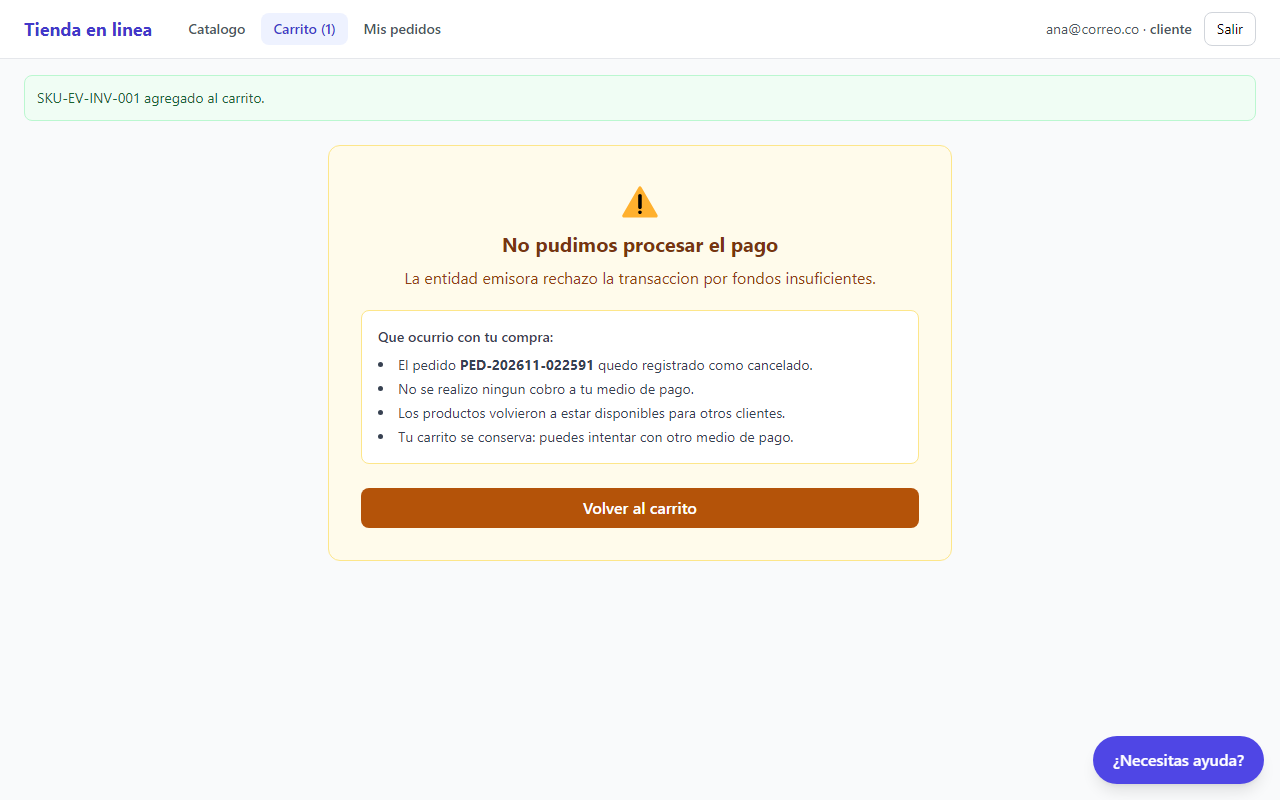 Tienda en linea
Catalogo
Carrito (1)
Mis pedidos
ana@correo.co · cliente
Salir
SKU-EV-INV-001 agregado al carrito.
No pudimos procesar el pago
La entidad emisora rechazo la transaccion por fondos insuficientes.
Que ocurrio con tu compra:
El pedido PED-202611-022591 quedo registrado como cancelado.
No se realizo ningun cobro a tu medio de pago.
Los productos volvieron a estar disponibles para otros clientes.
Tu carrito se conserva: puedes intentar con otro medio de pago.
Volver al carrito
¿Necesitas ayuda?